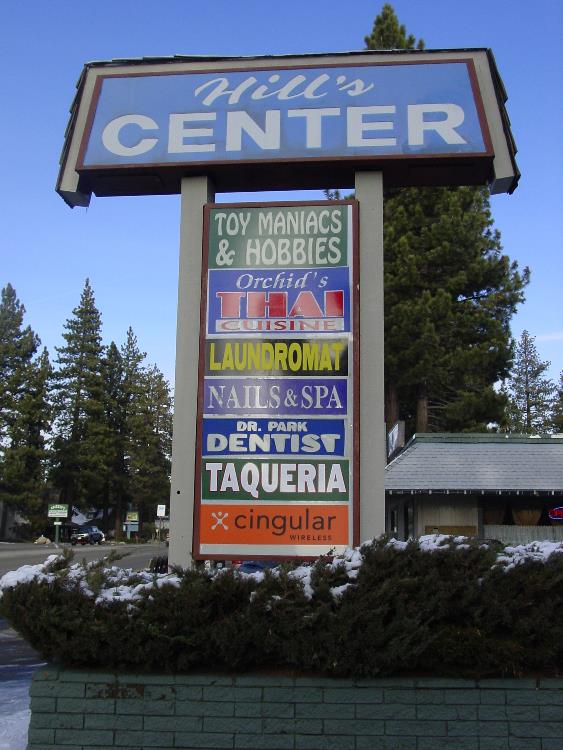 Hill's
CENTER
TOY MANIACS
& HOBBIES
Orchid's
THAI
CUISINE
LAUNDROMAT
NAILS & SPA
DR. PARK
DENTIST
TAQUERIA
cingular
WIRELESS